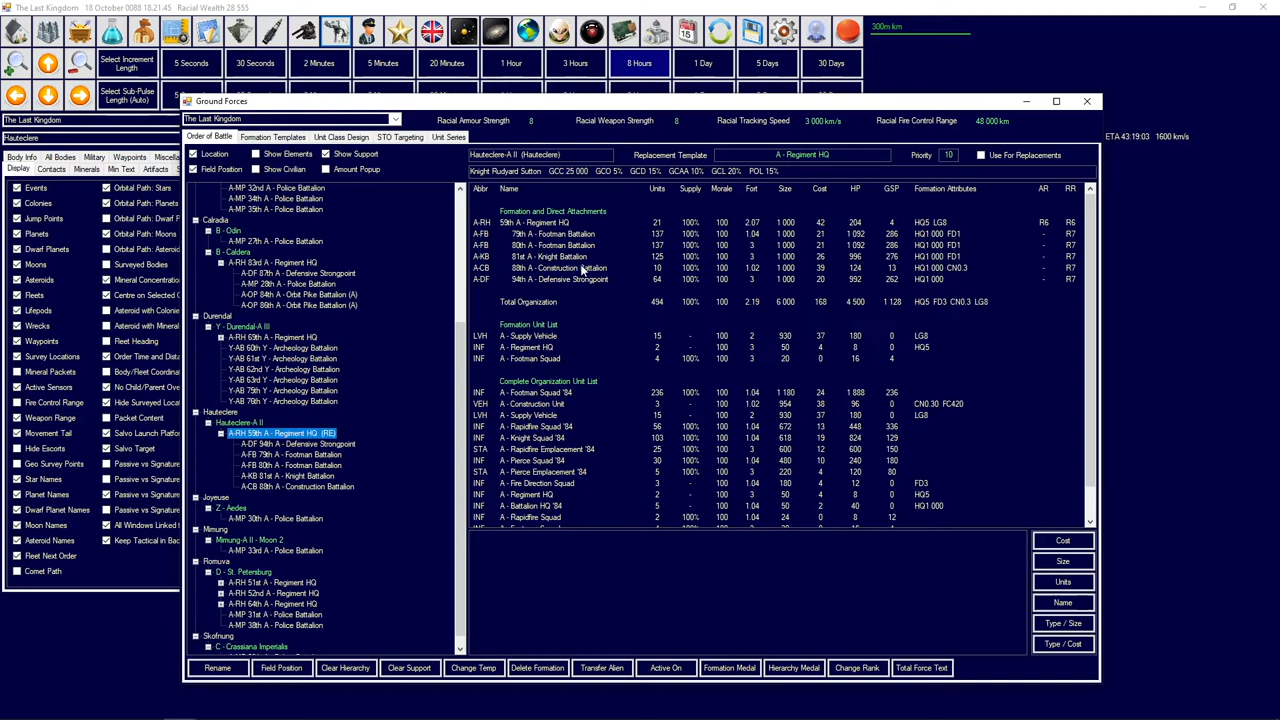 The Last Kingdom   18 October 0088 18.21.45   Racial Wealth 28 555
300m km
Select Increment Length
5 Seconds
30 Seconds
2 Minutes
5 Minutes
20 Minutes
1 Hour
3 Hours
8 Hours
1 Day
5 Days
30 Days
Select Sub-Pulse Length (Auto)
The Last Kingdom
Hauteclere
ETA 43:19:03   1600 km/s
Body Info   All Bodies   Military   Waypoints
Display   Contacts   Minerals   Min Text   Artifacts
Events
Colonies
Jump Points
Planets
Dwarf Planets
Moons
Asteroids
Fleets
Lifepods
Wrecks
Waypoints
Survey Locations
Mineral Packets
Active Sensors
Fire Control Range
Weapon Range
Movement Tail
Hide Escorts
Geo Survey Points
Star Names
Planet Names
Dwarf Planet Names
Moon Names
Asteroid Names
Fleet Next Order
Comet Path
Orbital Path: Stars
Orbital Path: Planets
Orbital Path: Dwarf P
Orbital Path: Moons
Orbital Path: Asteroid
Surveyed Bodies
Mineral Concentration
Centre on Selected O
Asteroid with Colonie
Asteroid with Mineral
Fleet Heading
Order Time and Dista
Body/Fleet Coordinat
No Child/Parent Ove
Hide Surveyed Locat
Packet Content
Salvo Launch Platfor
Salvo Target
Passive vs Signature
Passive vs Signature
Passive vs Signature
All Windows Linked t
Keep Tactical in Bac
Ground Forces
The Last Kingdom
Racial Armour Strength   8   Racial Weapon Strength   8   Racial Tracking Speed   3 000 km/s   Racial Fire Control Range   48 000 km
Order of Battle   Formation Templates   Unit Class Design   STO Targeting   Unit Series
Location   Show Elements   Show Support
Field Position   Show Civilian   Amount Popup
A-MP 32nd A - Police Battalion
A-MP 34th A - Police Battalion
A-MP 35th A - Police Battalion
Calradia
B - Odin
A-MP 27th A - Police Battalion
B - Caldera
A-RH 83rd A - Regiment HQ
A-DF 87th A - Defensive Strongpoint
A-MP 28th A - Police Battalion
A-OP 84th A - Orbit Pike Battalion (A)
A-OP 86th A - Orbit Pike Battalion (A)
Durendal
Y - Durendal-A III
A-RH 69th A - Regiment HQ
Y-AB 60th Y - Archeology Battalion
Y-AB 61st Y - Archeology Battalion
Y-AB 62nd Y - Archeology Battalion
Y-AB 63rd Y - Archeology Battalion
Y-AB 75th Y - Archeology Battalion
Y-AB 76th Y - Archeology Battalion
Hauteclere
Hauteclere-A II
A-RH 59th A - Regiment HQ (RE)
A-DF 94th A - Defensive Strongpoint
A-FB 79th A - Footman Battalion
A-FB 80th A - Footman Battalion
A-KB 81st A - Knight Battalion
A-CB 88th A - Construction Battalion
Joyeuse
Z - Aedes
A-MP 30th A - Police Battalion
Mimung
Mimung-A II - Moon 2
A-MP 33rd A - Police Battalion
Romuva
D - St. Petersburg
A-RH 51st A - Regiment HQ
A-RH 52nd A - Regiment HQ
A-RH 64th A - Regiment HQ
A-MP 31st A - Police Battalion
A-MP 38th A - Police Battalion
Skofnung
C - Crassiana Imperialis
Hauteclere-A II (Hauteclere)   Replacement Template   A - Regiment HQ   Priority   10   Use For Replacements
Knight Rudyard Sutton   GCC 25 000   GCO 5%   GCD 15%   GCAA 10%   GCL 20%   POL 15%
Abbr   Name   Units   Supply   Morale   Fort   Size   Cost   HP   GSP   Formation Attributes   AR   RR
Formation and Direct Attachments
A-RH   59th A - Regiment HQ   21   100%   100   2.07   1 000   42   204   4   HQ5 LG8   R6   R6
A-FB   79th A - Footman Battalion   137   100%   100   1.04   1 000   21   1 092   286   HQ1 000 FD1   -   R7
A-FB   80th A - Footman Battalion   137   100%   100   3   1 000   21   1 092   286   HQ1 000 FD1   -   R7
A-KB   81st A - Knight Battalion   125   100%   100   3   1 000   26   996   276   HQ1 000 FD1   -   R7
A-CB   88th A - Construction Battalion   10   100%   100   1.02   1 000   39   124   13   HQ1 000 CN0.3   -   R7
A-DF   94th A - Defensive Strongpoint   64   100%   100   3   1 000   20   992   262   HQ1 000   -   R7
Total Organization   494   100%   100   2.19   6 000   168   4 500   1 128   HQ5 FD3 CN0.3 LG8
Formation Unit List
LVH   A - Supply Vehicle   15   -   100   2   930   37   180   0   LG8
INF   A - Regiment HQ   2   -   100   3   50   4   8   0   HQ5
INF   A - Footman Squad   4   100%   100   3   20   0   16   4
Complete Organization Unit List
INF   A - Footman Squad '84   236   100%   100   1.04   1 180   24   1 888   236
VEH   A - Construction Unit   3   -   100   1.02   954   38   96   0   CN0.30 FC420
LVH   A - Supply Vehicle   15   -   100   2   930   37   180   0   LG8
INF   A - Rapidfire Squad '84   56   100%   100   1.04   672   13   448   336
INF   A - Knight Squad '84   103   100%   100   1.04   618   19   824   129
STA   A - Rapidfire Emplacement '84   25   100%   100   3   600   12   600   150
INF   A - Pierce Squad '84   30   100%   100   1.04   480   10   240   180
STA   A - Pierce Emplacement '84   5   100%   100   3   220   4   120   80
INF   A - Fire Direction Squad   3   -   100   1.04   180   4   12   0   FD3
INF   A - Regiment HQ   2   -   100   3   50   4   8   0   HQ5
INF   A - Battalion HQ '84   5   -   100   1.04   50   2   40   0   HQ1 000
INF   A - Rapidfire Squad   2   100%   100   1.04   24   0   8   12
Cost
Size
Units
Name
Type / Size
Type / Cost
Rename   Field Position   Clear Hierarchy   Clear Support   Change Temp   Delete Formation   Transfer Alien   Active On   Formation Medal   Hierarchy Medal   Change Rank   Total Force Text